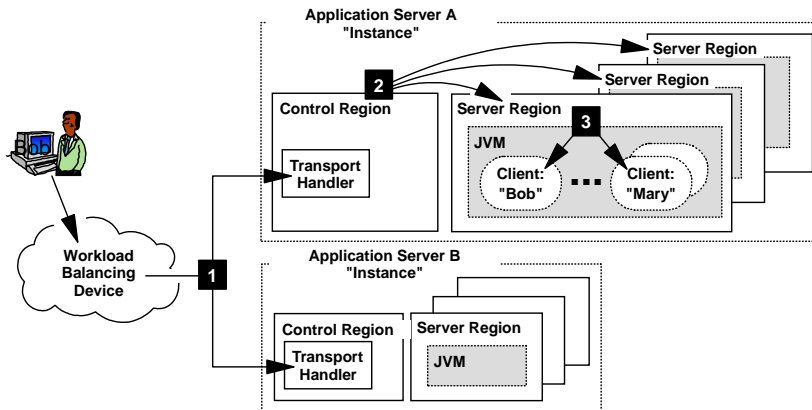 Application Server A
"Instance"
Server Region
2
Server Region
Control Region
Server Region
3
JVM
Transport
Handler
Client:
"Bob"
Client:
"Mary"
Bob
Workload
Balancing
Device
1
Application Server B
"Instance"
Control Region
Server Region
Transport
Handler
JVM